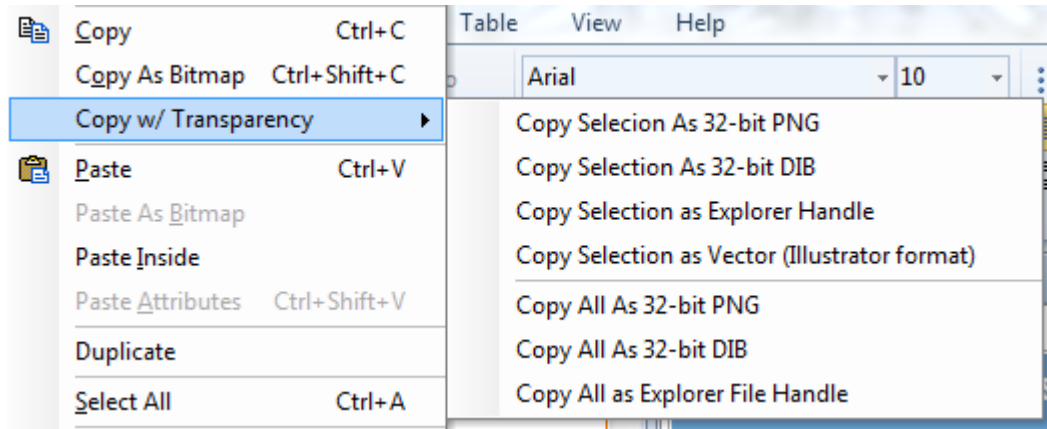 Table View Help
Arial 10
Copy Ctrl+C
Copy As Bitmap Ctrl+Shift+C
Copy w/ Transparency
Paste Ctrl+V
Paste As Bitmap
Paste Inside
Paste Attributes Ctrl+Shift+V
Duplicate
Select All Ctrl+A
Copy Selecion As 32-bit PNG
Copy Selection As 32-bit DIB
Copy Selection as Explorer Handle
Copy Selection as Vector (Illustrator format)
Copy All As 32-bit PNG
Copy All As 32-bit DIB
Copy All as Explorer File Handle